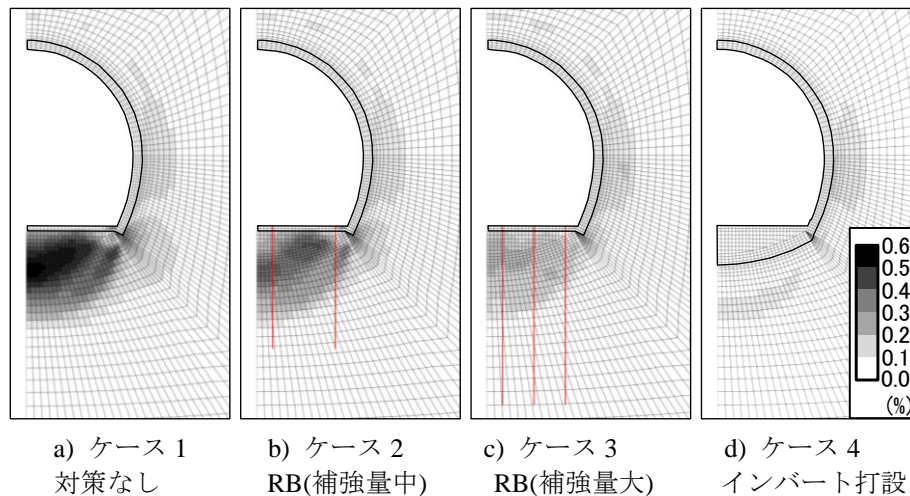 0.6
0.5
0.4
0.3
0.2
0.1
0.0
(%)
a) ケース 1
対策なし
b) ケース 2
RB(補強量中)
c) ケース 3
RB(補強量大)
d) ケース 4
インバート打設